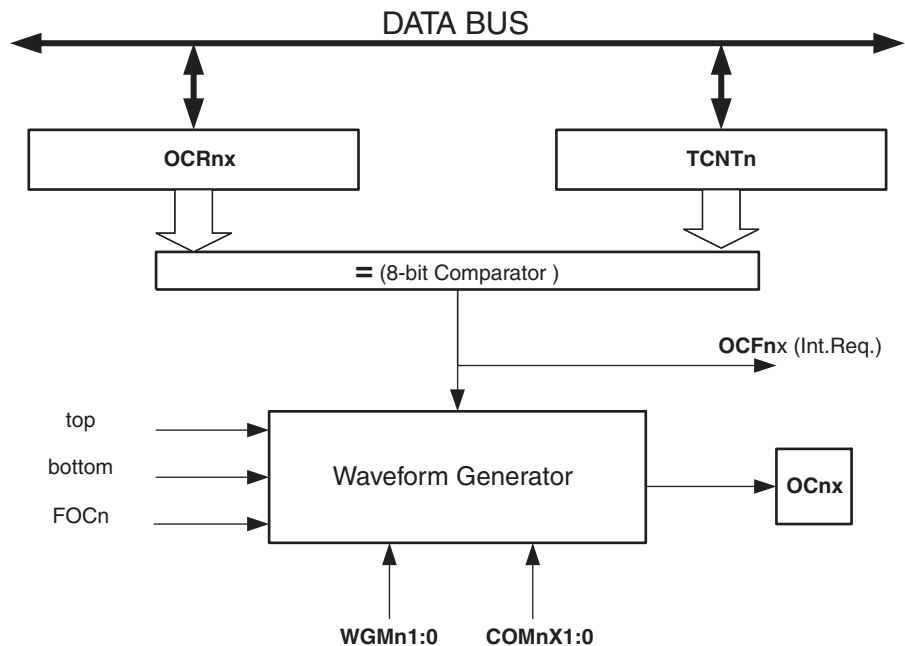 DATA BUS
OCRnx
TCNTn
= (8-bit Comparator )
OCFnx (Int.Req.)
top
bottom
FOCn
Waveform Generator
OCnx
WGMn1:0
COMnX1:0